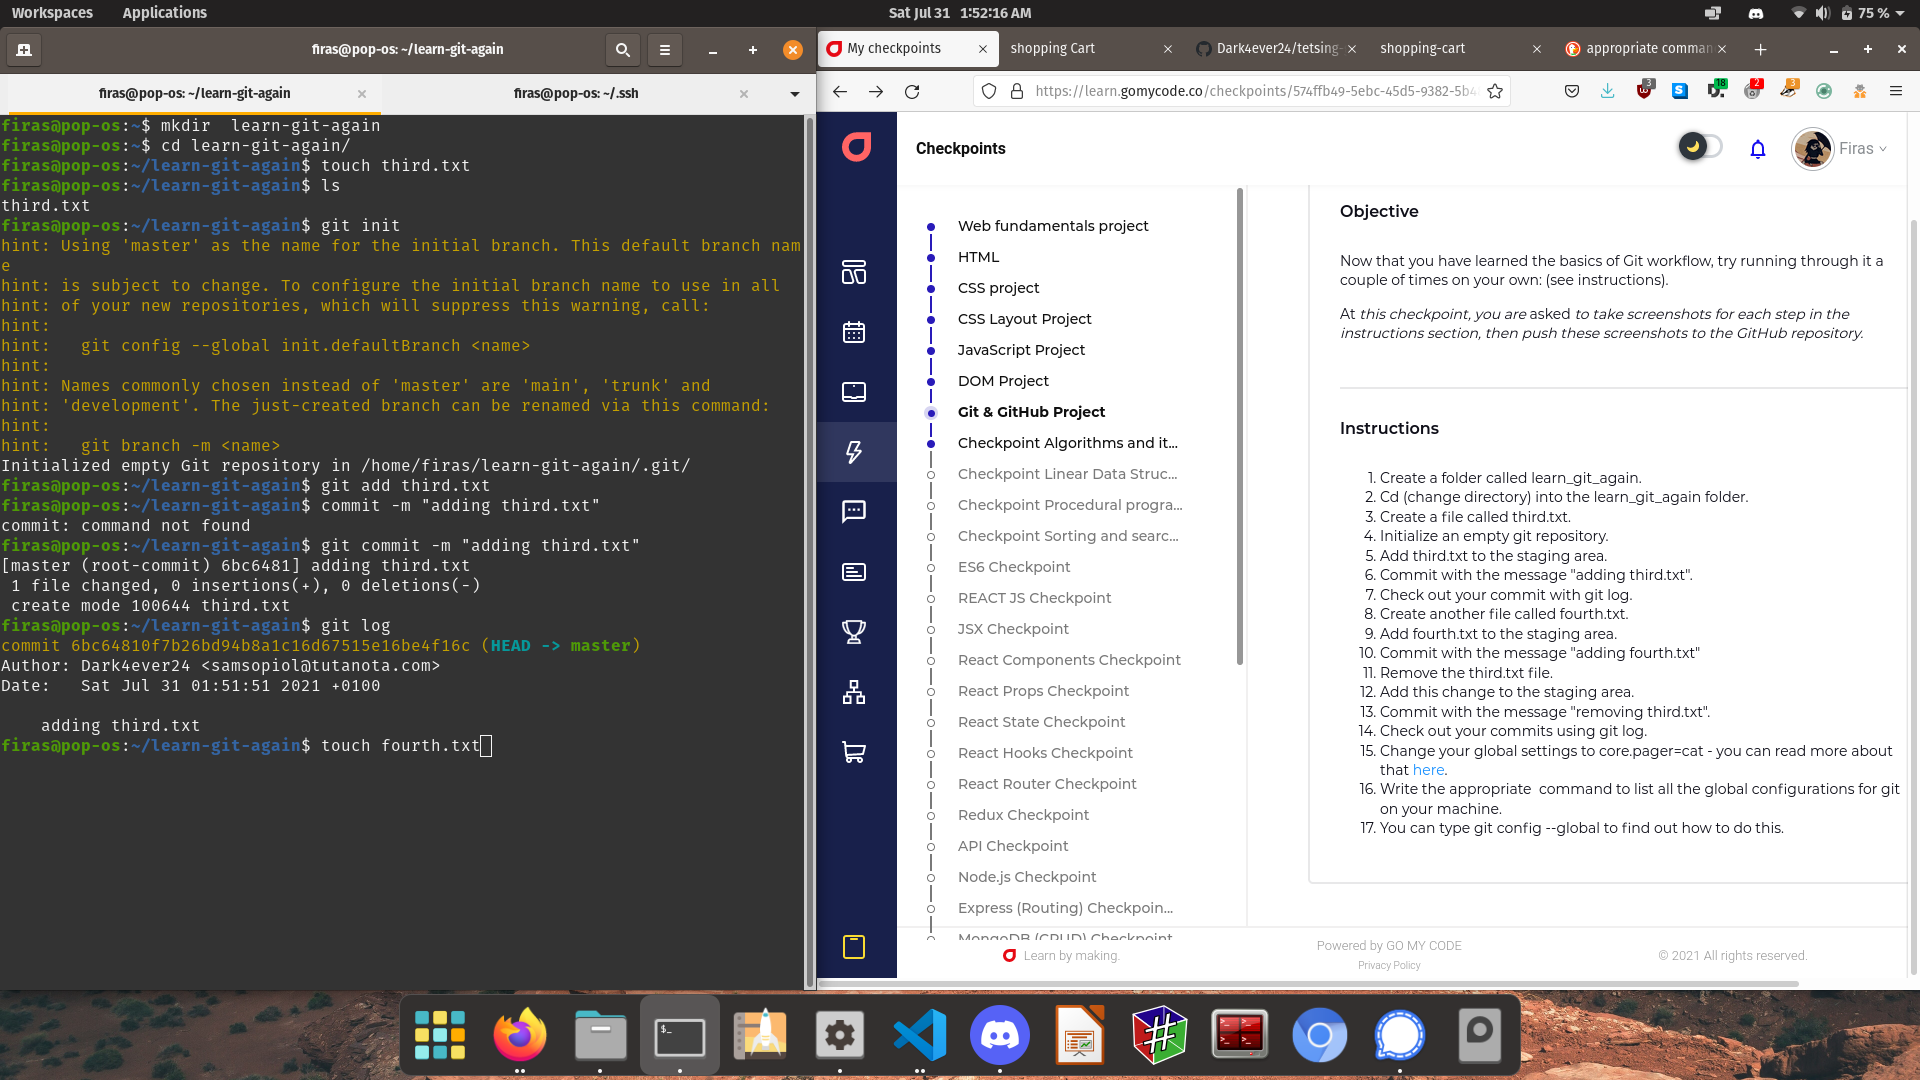 Workspaces Applications Sat Jul 31 1:52:16 AM 75 %
firas@pop-os: ~/learn-git-again
firas@pop-os: ~/learn-git-again firas@pop-os: ~/.ssh
firas@pop-os:~$ mkdir  learn-git-again
firas@pop-os:~$ cd learn-git-again/
firas@pop-os:~/learn-git-again$ touch third.txt
firas@pop-os:~/learn-git-again$ ls
third.txt
firas@pop-os:~/learn-git-again$ git init
hint: Using 'master' as the name for the initial branch. This default branch nam
e
hint: is subject to change. To configure the initial branch name to use in all
hint: of your new repositories, which will suppress this warning, call:
hint:
hint:   git config --global init.defaultBranch <name>
hint:
hint: Names commonly chosen instead of 'master' are 'main', 'trunk' and
hint: 'development'. The just-created branch can be renamed via this command:
hint:
hint:   git branch -m <name>
Initialized empty Git repository in /home/firas/learn-git-again/.git/
firas@pop-os:~/learn-git-again$ git add third.txt
firas@pop-os:~/learn-git-again$ commit -m "adding third.txt"
commit: command not found
firas@pop-os:~/learn-git-again$ git commit -m "adding third.txt"
[master (root-commit) 6bc6481] adding third.txt
 1 file changed, 0 insertions(+), 0 deletions(-)
 create mode 100644 third.txt
firas@pop-os:~/learn-git-again$ git log
commit 6bc64810f7b26bd94b8a1c16d67515e16be4f16c (HEAD -> master)
Author: Dark4ever24 <samsopiol@tutanota.com>
Date:   Sat Jul 31 01:51:51 2021 +0100
    adding third.txt
firas@pop-os:~/learn-git-again$ touch fourth.txt
My checkpoints shopping Cart Dark4ever24/tetsing- shopping-cart appropriate comman
https://learn.gomycode.co/checkpoints/574ffb49-5ebc-45d5-9382-5b4 3 18 2 3
Checkpoints
Firas
Web fundamentals project
HTML
CSS project
CSS Layout Project
JavaScript Project
DOM Project
Git & GitHub Project
Checkpoint Algorithms and it...
Checkpoint Linear Data Struc...
Checkpoint Procedural progra...
Checkpoint Sorting and searc...
ES6 Checkpoint
REACT JS Checkpoint
JSX Checkpoint
React Components Checkpoint
React Props Checkpoint
React State Checkpoint
React Hooks Checkpoint
React Router Checkpoint
Redux Checkpoint
API Checkpoint
Node.js Checkpoint
Express (Routing) Checkpoin...
MongoDB (CRUD) Checkpoint
Objective
Now that you have learned the basics of Git workflow, try running through it a
couple of times on your own: (see instructions).
At this checkpoint, you are asked to take screenshots for each step in the
instructions section, then push these screenshots to the GitHub repository.
Instructions
1. Create a folder called learn_git_again.
2. Cd (change directory) into the learn_git_again folder.
3. Create a file called third.txt.
4. Initialize an empty git repository.
5. Add third.txt to the staging area.
6. Commit with the message "adding third.txt".
7. Check out your commit with git log.
8. Create another file called fourth.txt.
9. Add fourth.txt to the staging area.
10. Commit with the message "adding fourth.txt"
11. Remove the third.txt file.
12. Add this change to the staging area.
13. Commit with the message "removing third.txt".
14. Check out your commits using git log.
15. Change your global settings to core.pager=cat - you can read more about
that here.
16. Write the appropriate  command to list all the global configurations for git
on your machine.
17. You can type git config --global to find out how to do this.
Learn by making.
Powered by GO MY CODE
Privacy Policy
© 2021 All rights reserved.